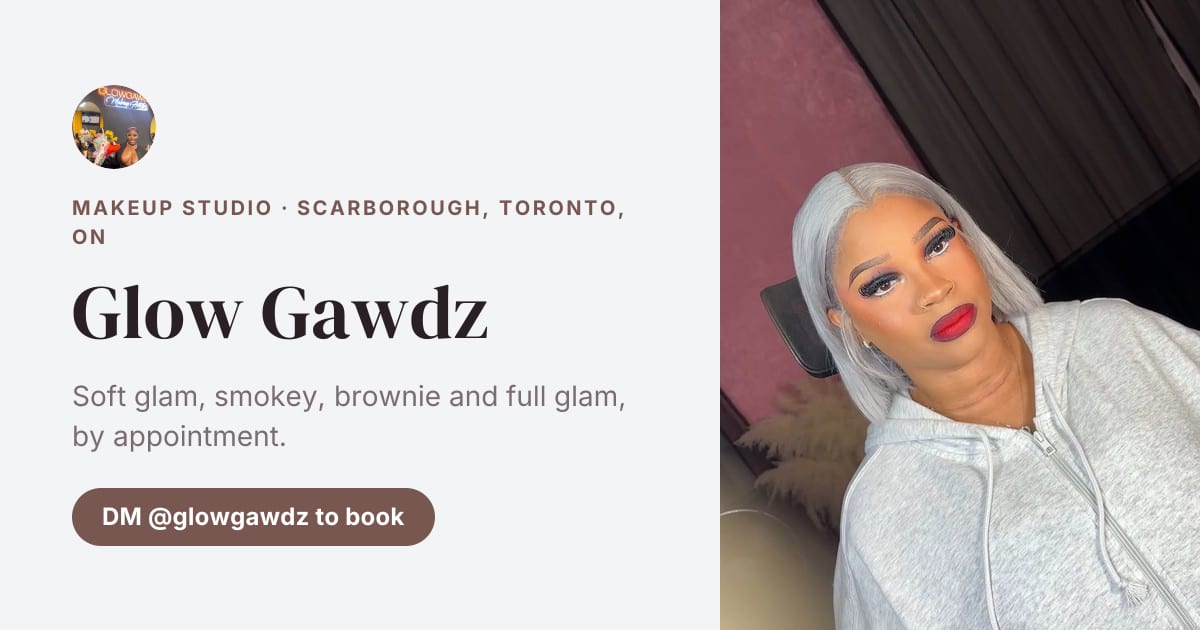 GLOWGAW
MAKEUP STUDIO · SCARBOROUGH, TORONTO,
ON
Glow Gawdz
Soft glam, smokey, brownie and full glam,
by appointment.
DM @glowgawdz to book